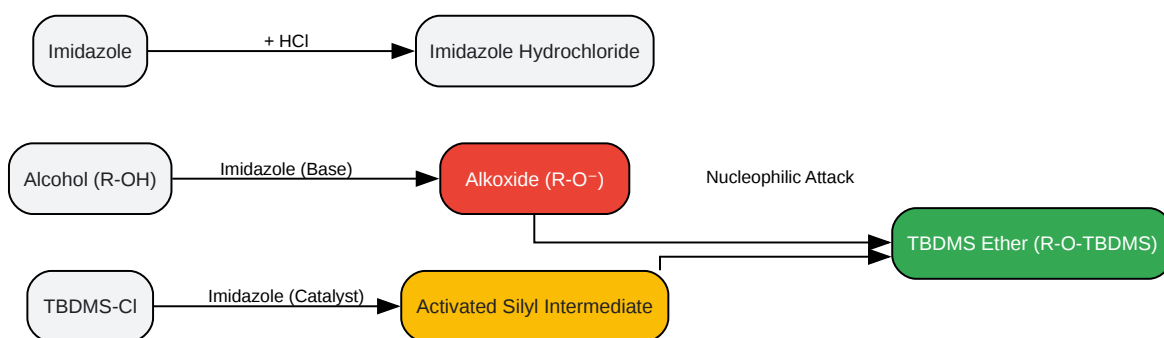 Imidazole
+ HCl
Imidazole Hydrochloride
Alcohol (R-OH)
Imidazole (Base)
Alkoxide (R-O⁻)
Nucleophilic Attack
TBDMS Ether (R-O-TBDMS)
TBDMS-Cl
Imidazole (Catalyst)
Activated Silyl Intermediate